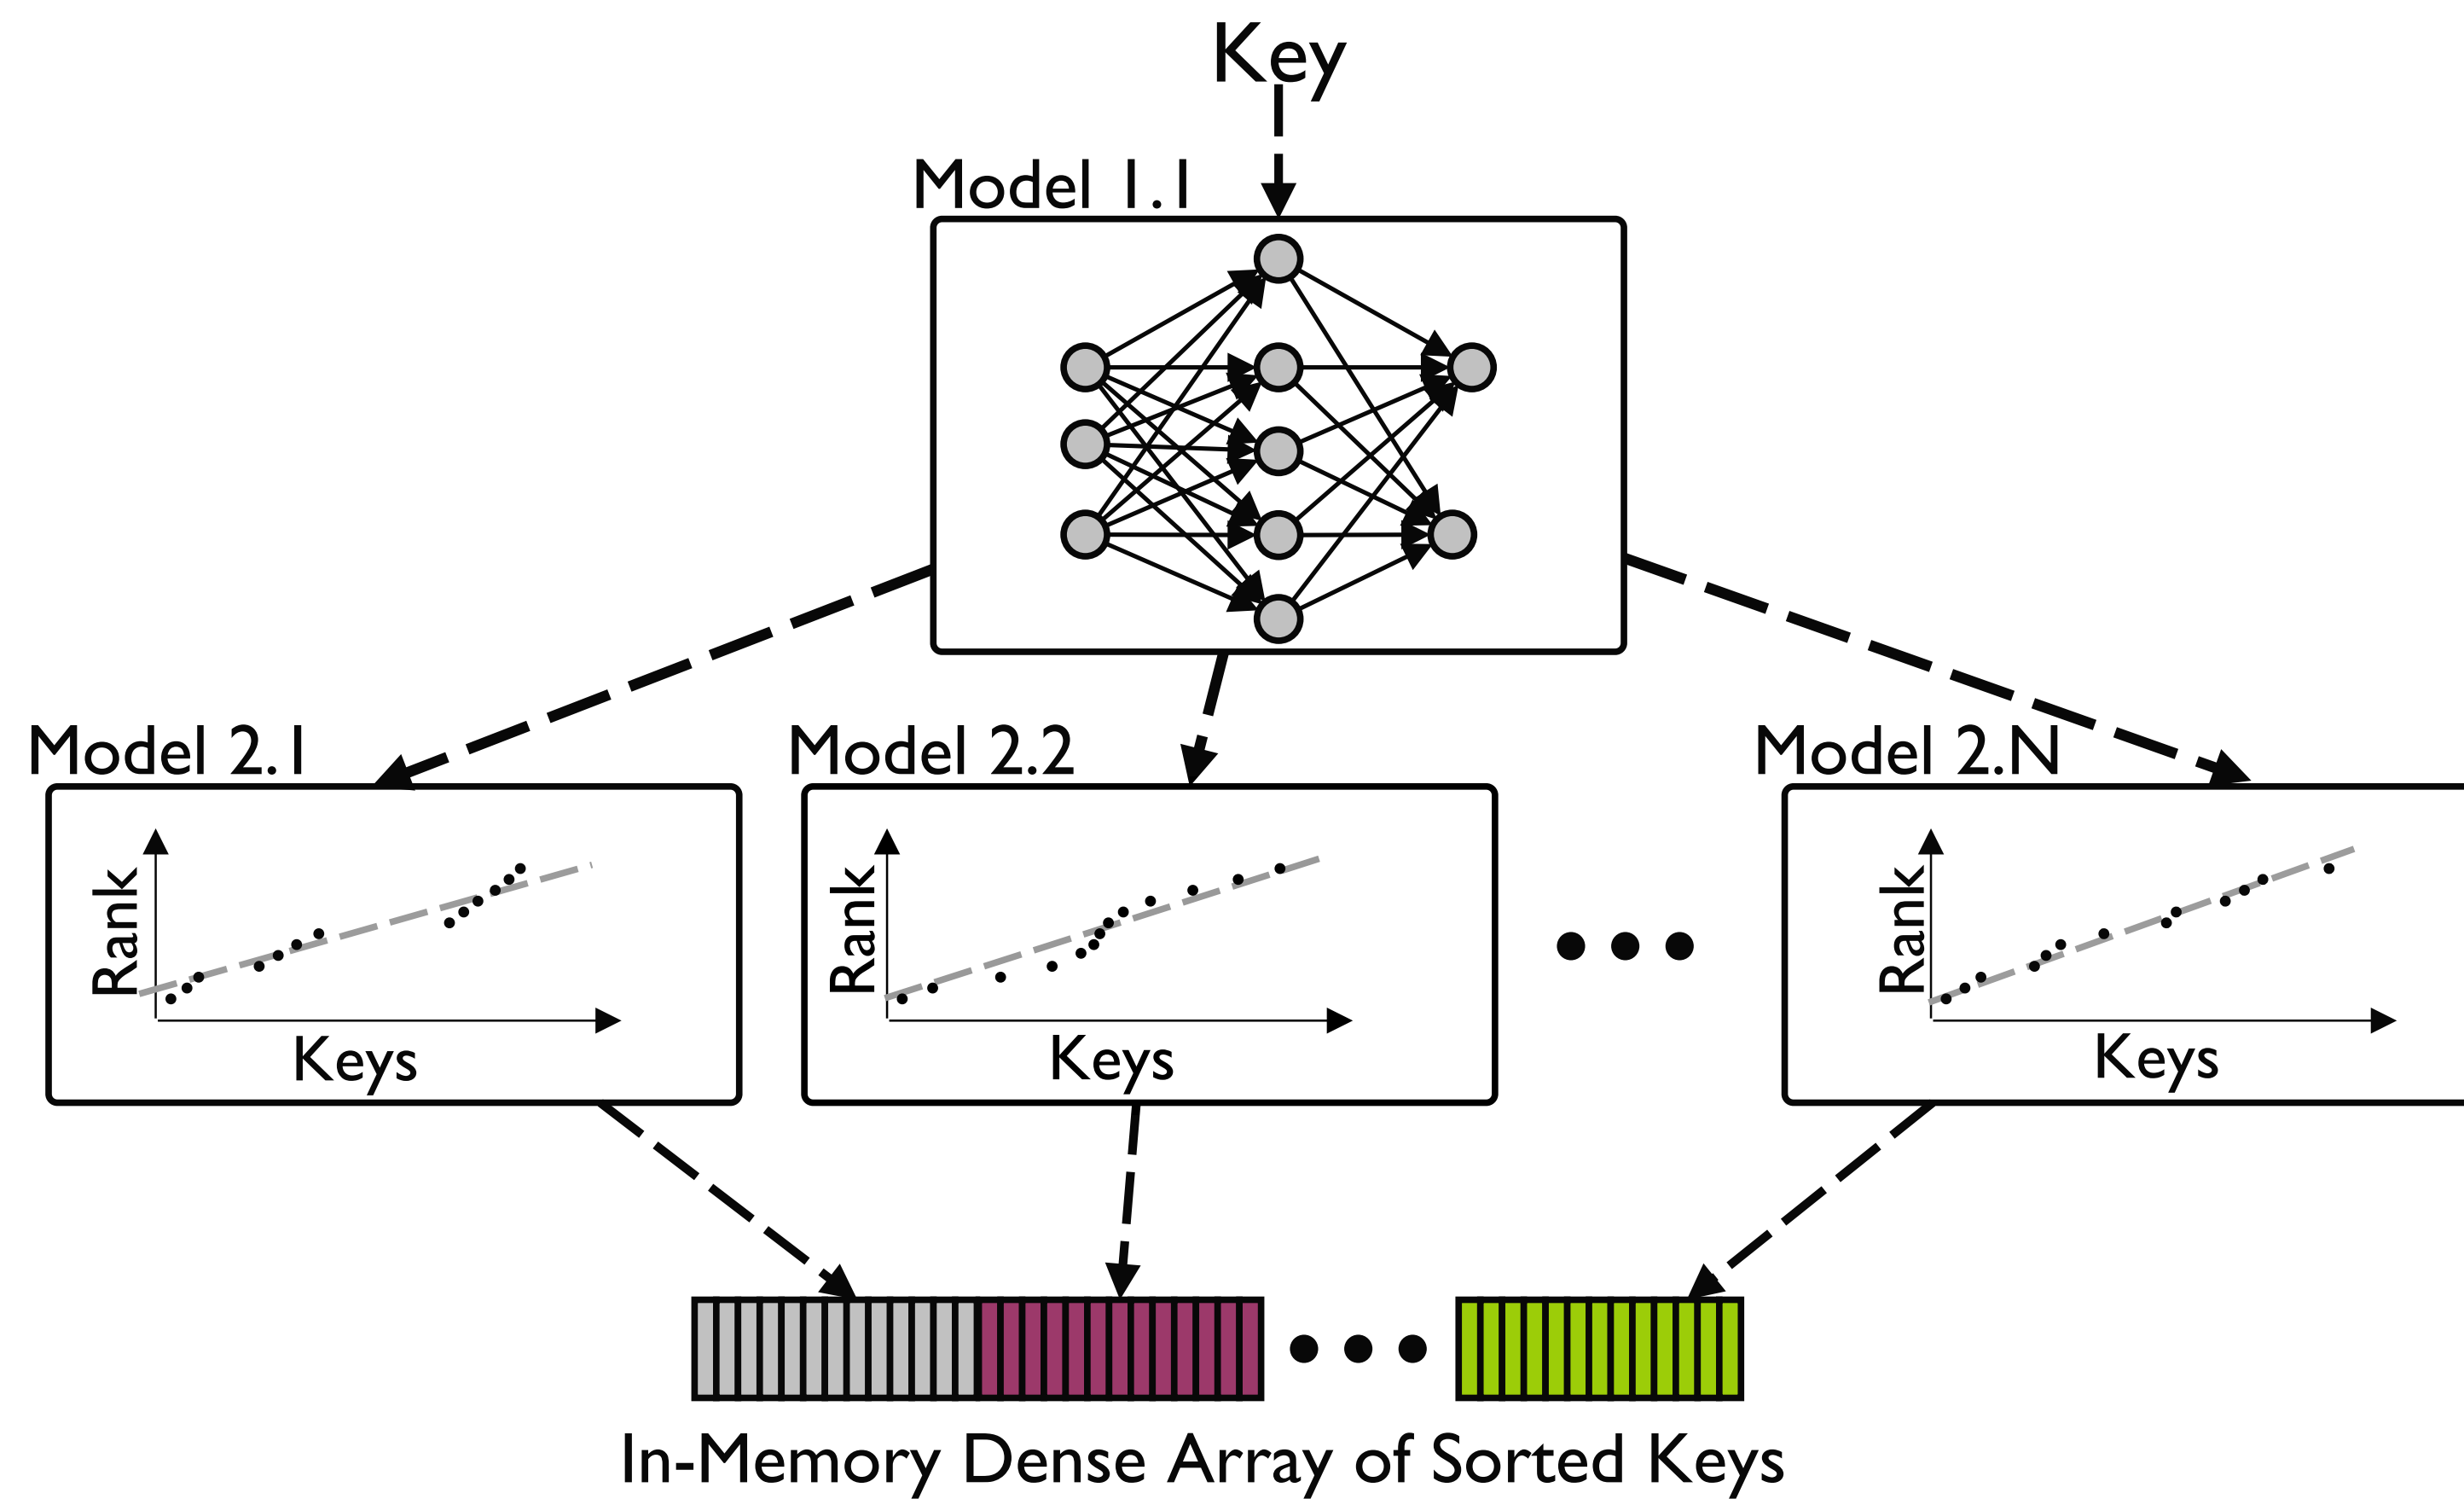 Key
Model 1.1
Model 2.1
Model 2.2
Model 2.N
Rank
Keys
Rank
Keys
Rank
Keys
In-Memory Dense Array of Sorted Keys